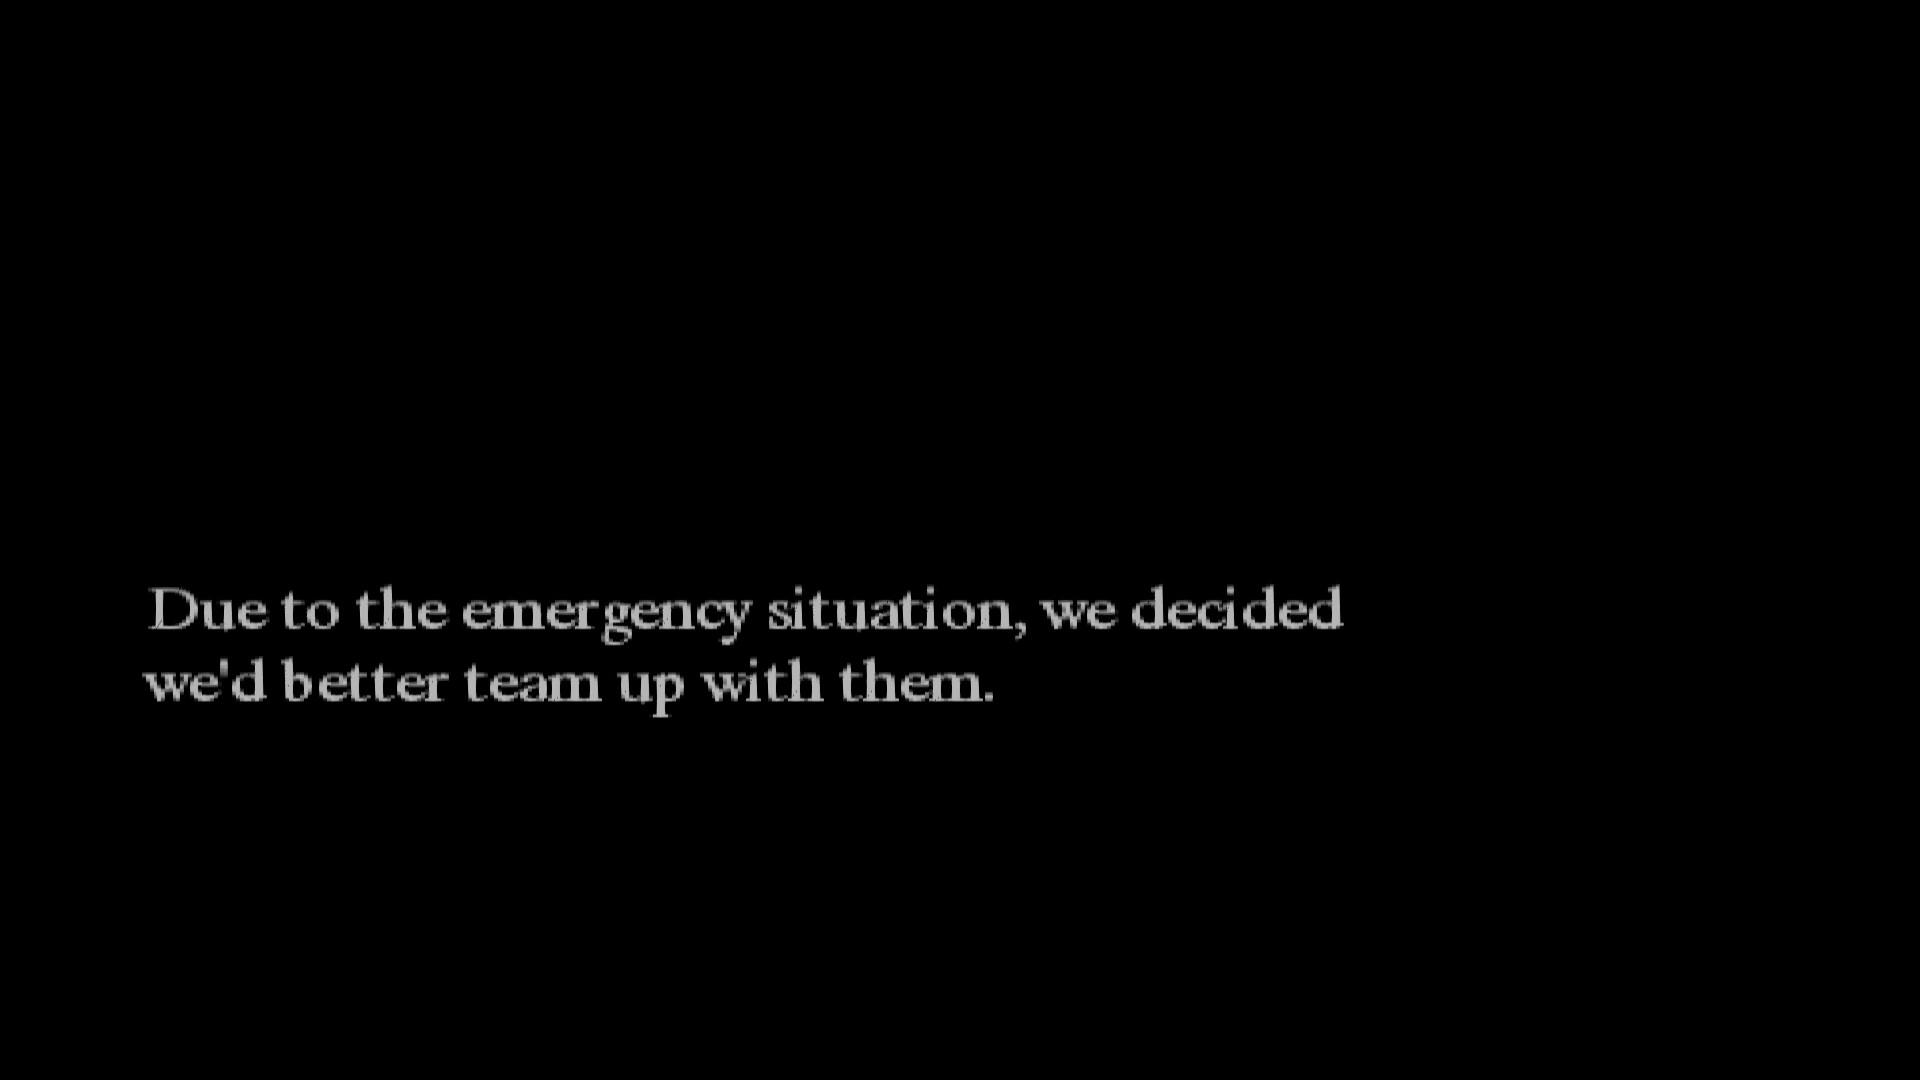 Due to the emergency situation, we decided
we'd better team up with them.